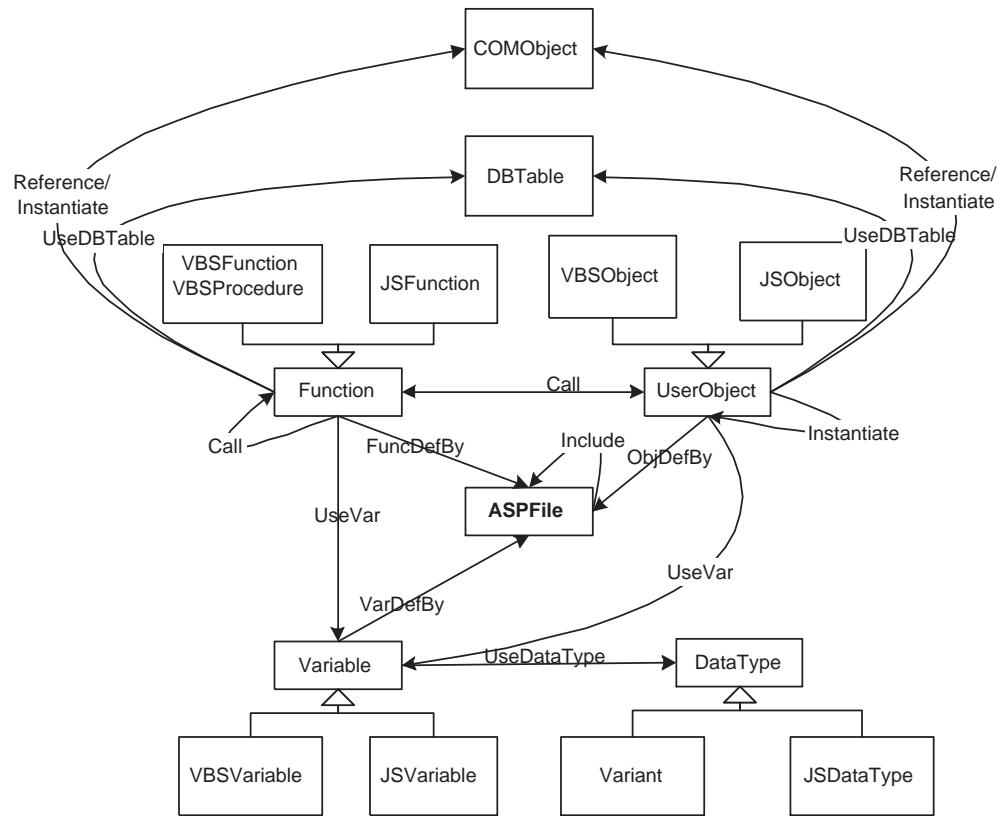 COMObject
DBTable
Reference/
Instantiate
Reference/
Instantiate
UseDBTable
UseDBTable
VBSFunction
VBSProcedure
JSFunction
VBSObject
JSObject
Function
Call
UserObject
Call
FuncDefBy
Include
ObjDefBy
Instantiate
ASPFile
UseVar
UseVar
VarDefBy
Variable
UseDataType
DataType
VBSVariable
JSVariable
Variant
JSDataType